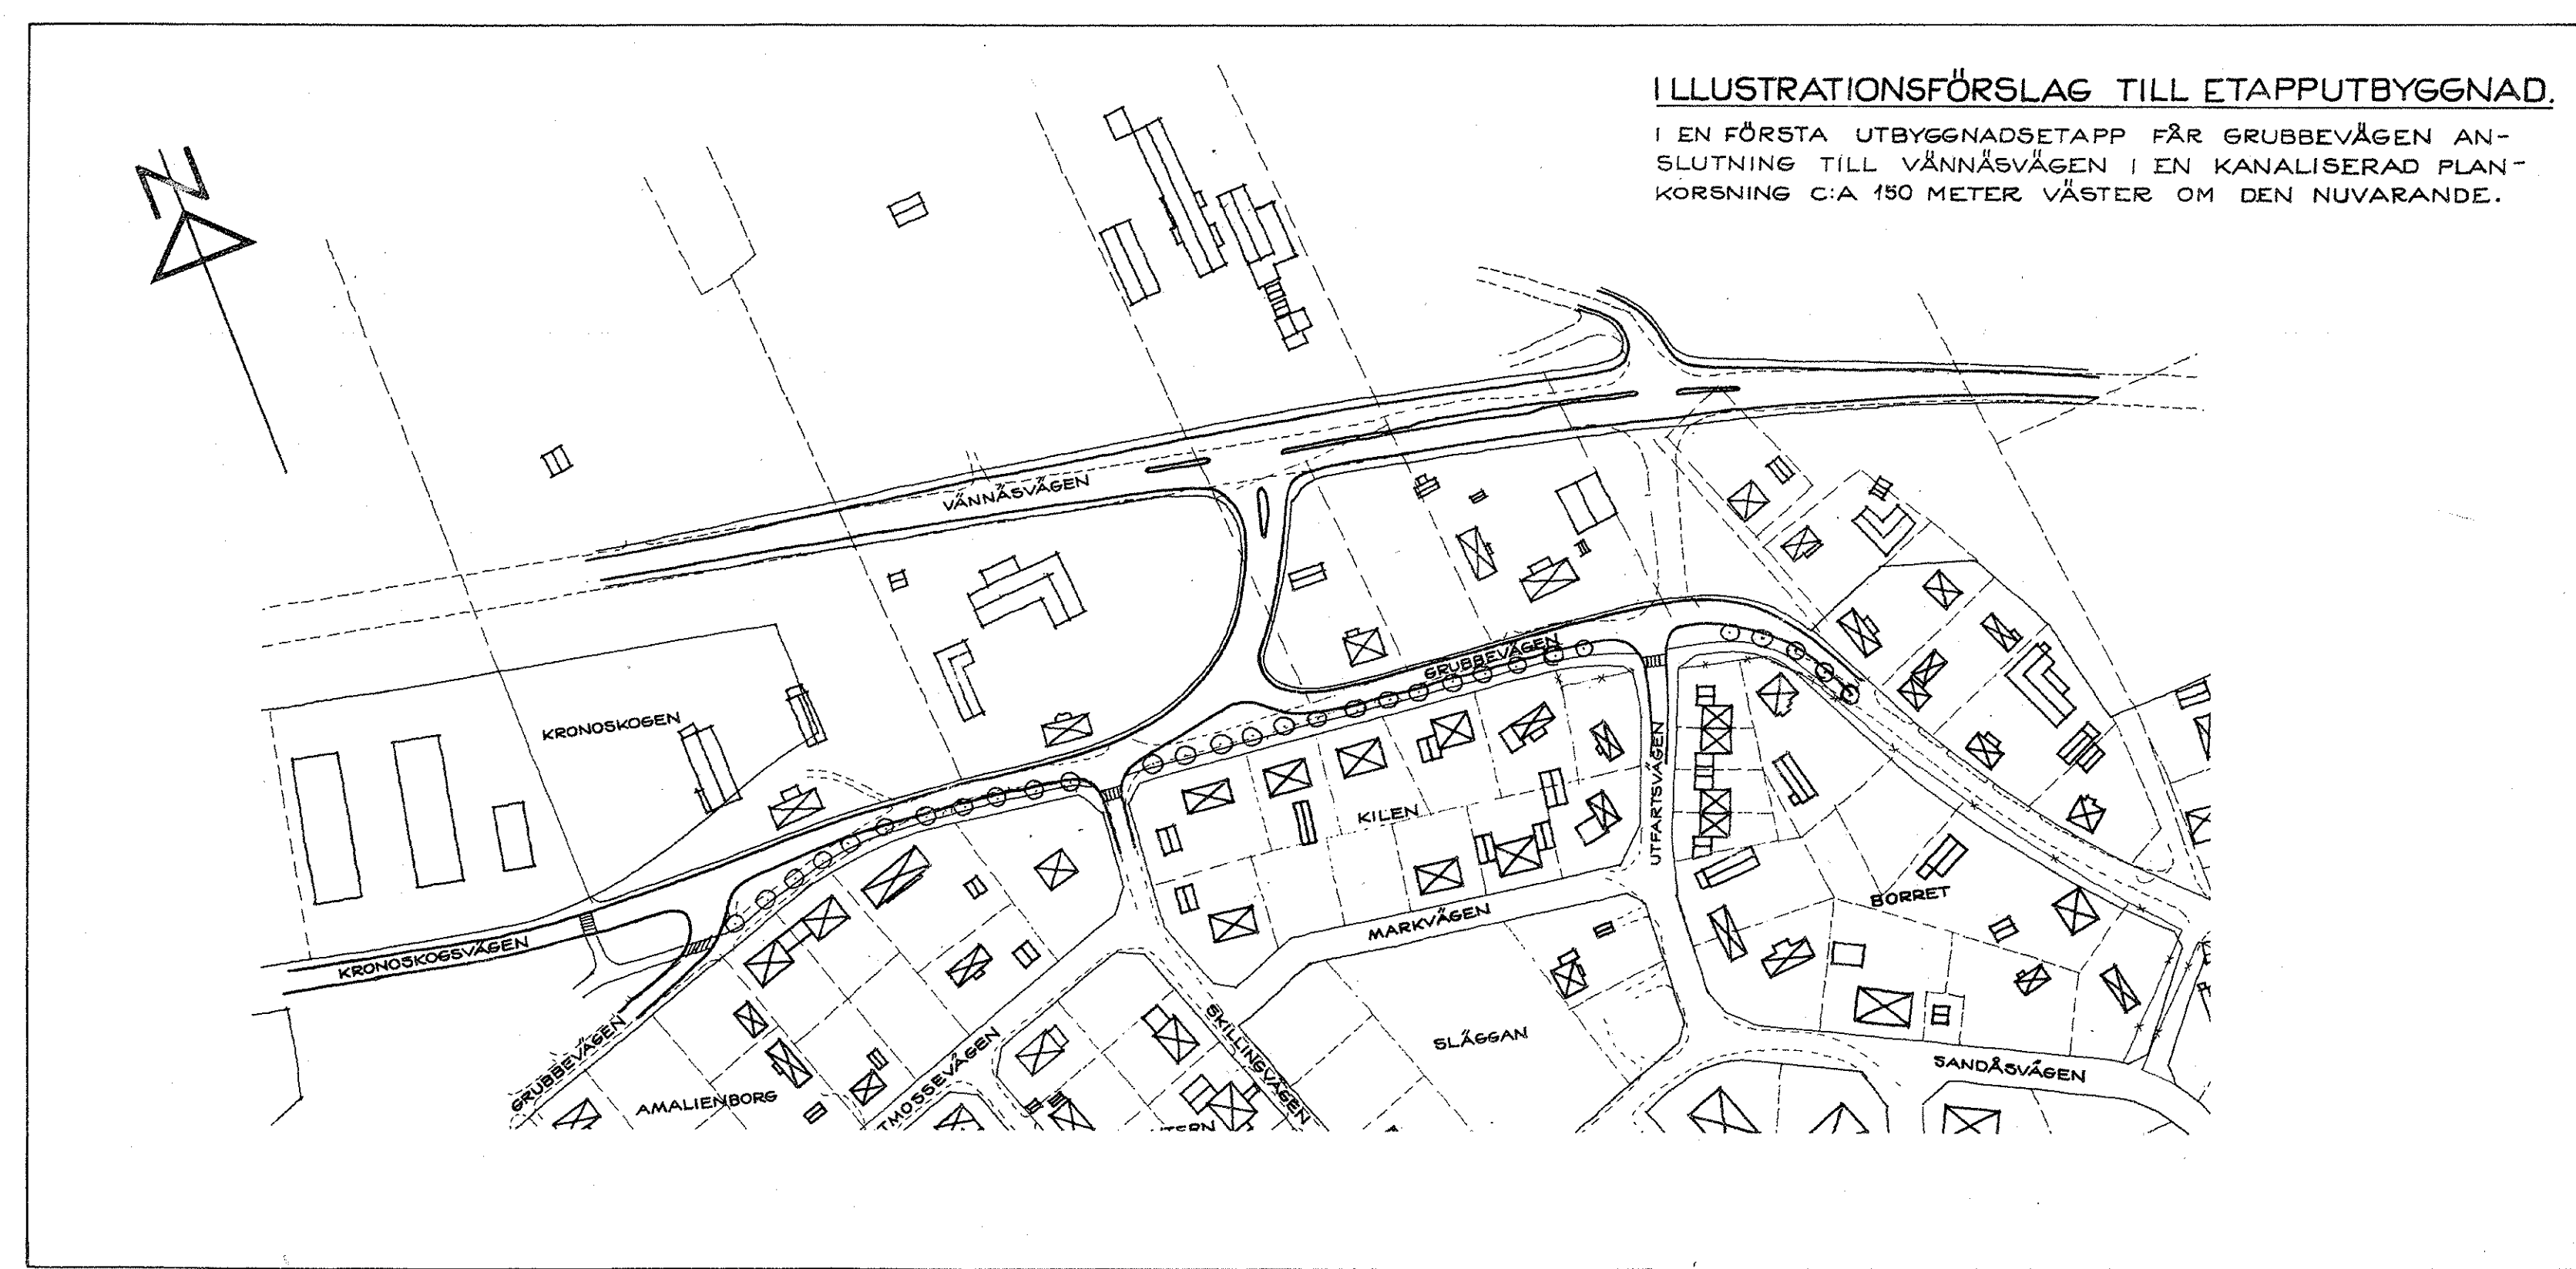 ILLUSTRATIONSFÖRSLAG TILL ETAPPUTBYGGNAD.
I EN FÖRSTA UTBYGGNADSETAPP FÅR GRUBBEVÄGEN AN-
SLUTNING TILL VÄNNÄSVÄGEN I EN KANALISERAD PLAN-
KORSNING C:A 150 METER VÄSTER OM DEN NUVARANDE.
N
VÄNNÄSVÄGEN
GRUBBEVÄGEN
KRONOSKOGEN
UTFARTSVÄGEN
KILEN
BORRET
MARKVÄGEN
KRONOSKOGSVÄGEN
SLÄGGAN
SKILLINGVÄGEN
GRUBBEVÄGEN
TMOSSEVÄGEN
SANDÅSVÄGEN
AMALIENBORG